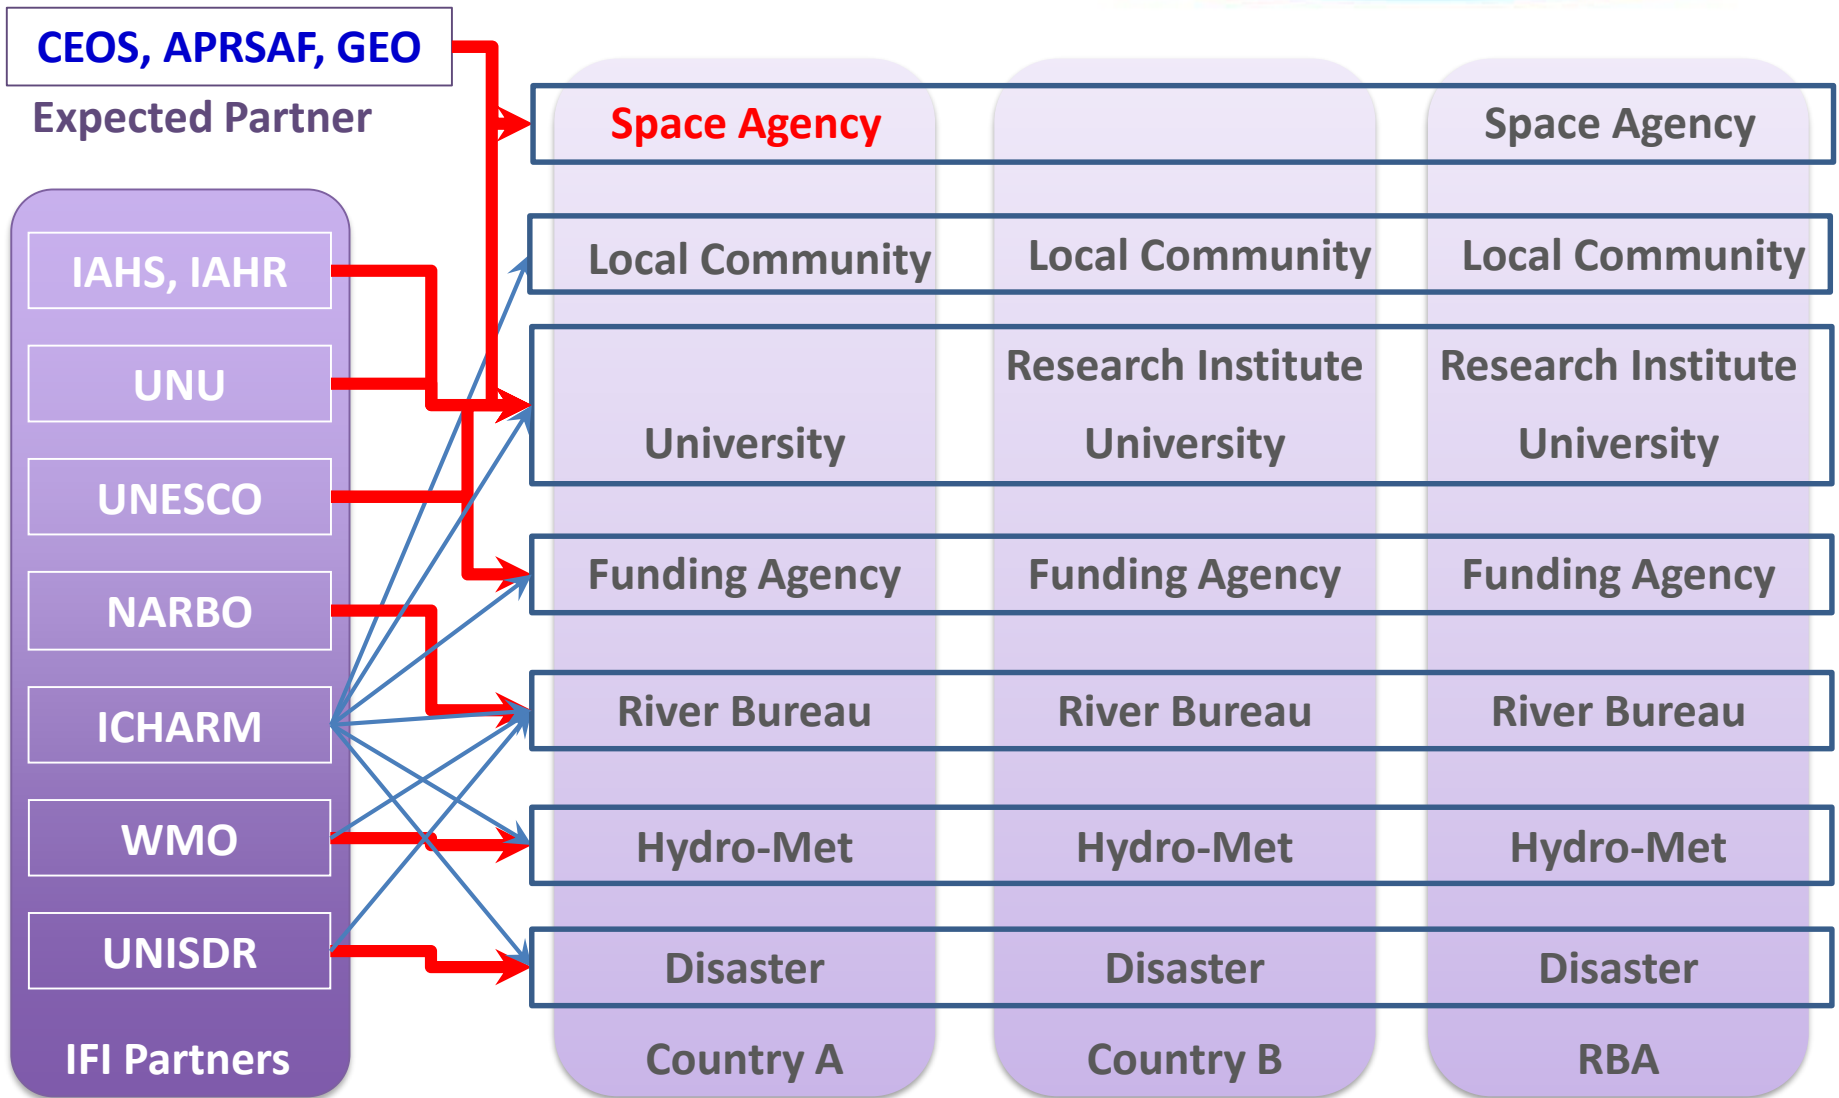 CEOS, APRSAF, GEO
Expected Partner
IAHS, IAHR
UNU
UNESCO
NARBO
ICHARM
WMO
UNISDR
IFI Partners
Space Agency
Space Agency
Local Community
Local Community
Local Community
Research Institute
Research Institute
University
University
University
Funding Agency
Funding Agency
Funding Agency
River Bureau
River Bureau
River Bureau
Hydro-Met
Hydro-Met
Hydro-Met
Disaster
Disaster
Disaster
Country A
Country B
RBA